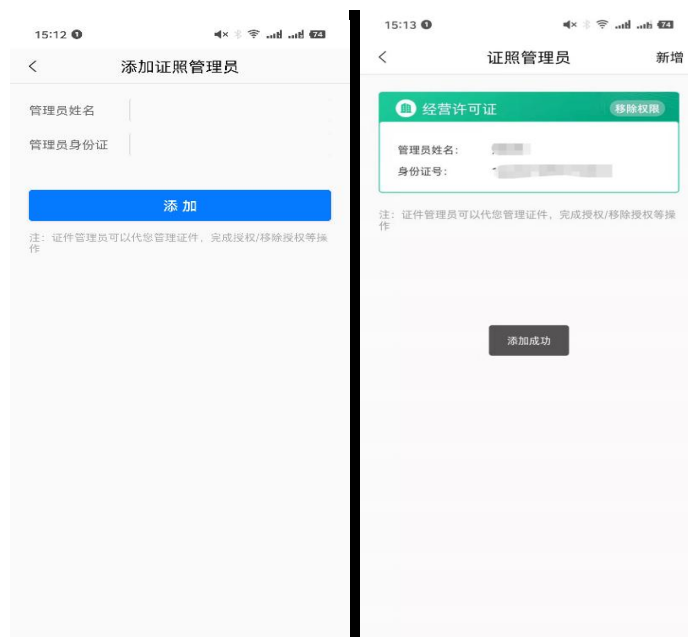 15:12 1
74
添加证照管理员
管理员姓名
管理员身份证
添加
注：证件管理员可以代您管理证件，完成授权/移除授权等操
作
15:13 1
74
证照管理员
新增
经营许可证
移除权限
管理员姓名：
身份证号：
注：证件管理员可以代您管理证件，完成授权/移除授权等操
作
添加成功